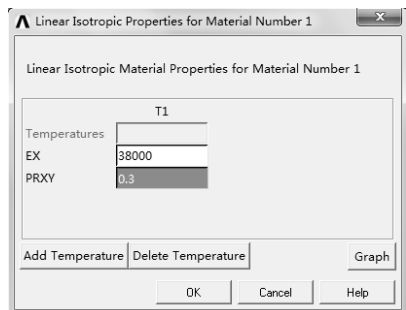 Linear Isotropic Properties for Material Number 1
Linear Isotropic Material Properties for Material Number 1
T1
Temperatures
EX 38000
PRXY 0.3
Add Temperature Delete Temperature Graph
OK Cancel Help